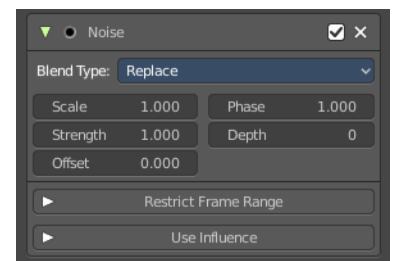 Noise
Blend Type: Replace
Scale 1.000 Phase 1.000
Strength 1.000 Depth 0
Offset 0.000
Restrict Frame Range
Use Influence